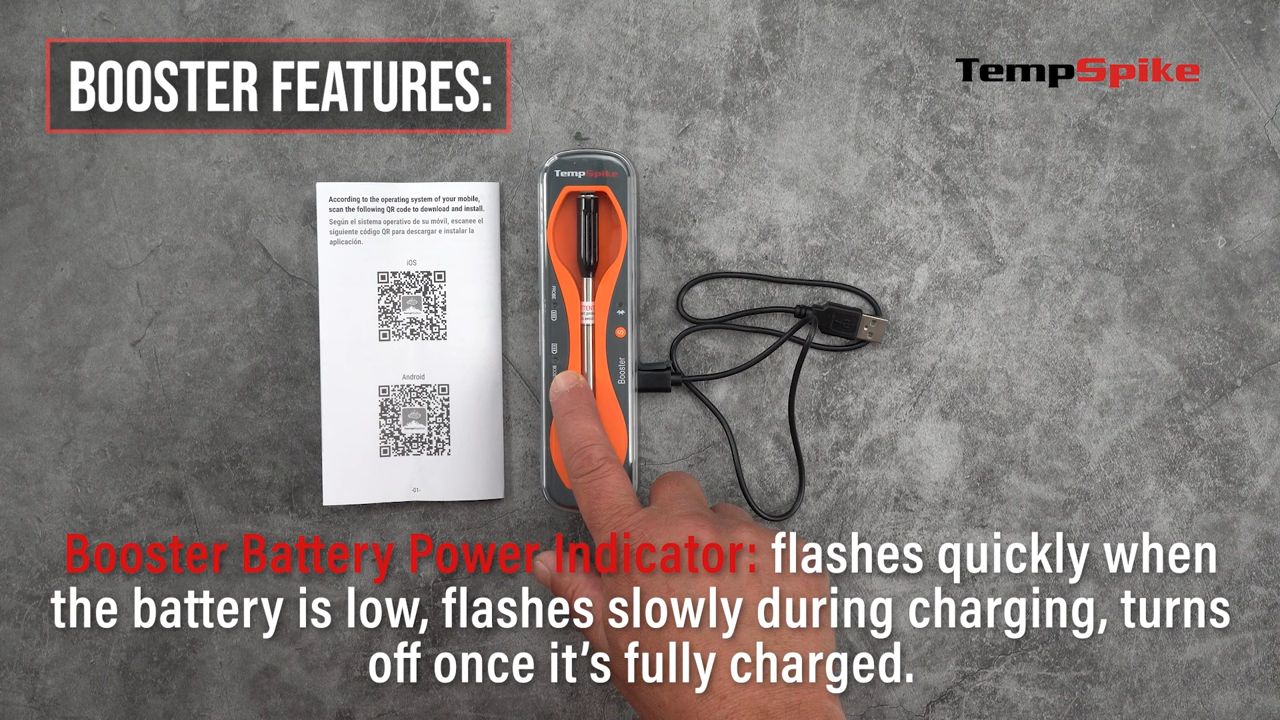 BOOSTER FEATURES:
TempSpike
According to the operating system of your mobile,
scan the following QR code to download and install.
Según el sistema operativo de su móvil, escanee el
siguiente código QR para descargar e instalar la
aplicación.
iOS
Android
-01-
TempSpike
PROBE
Booster
Booster Battery Power Indicator: flashes quickly when
the battery is low, flashes slowly during charging, turns
off once it's fully charged.